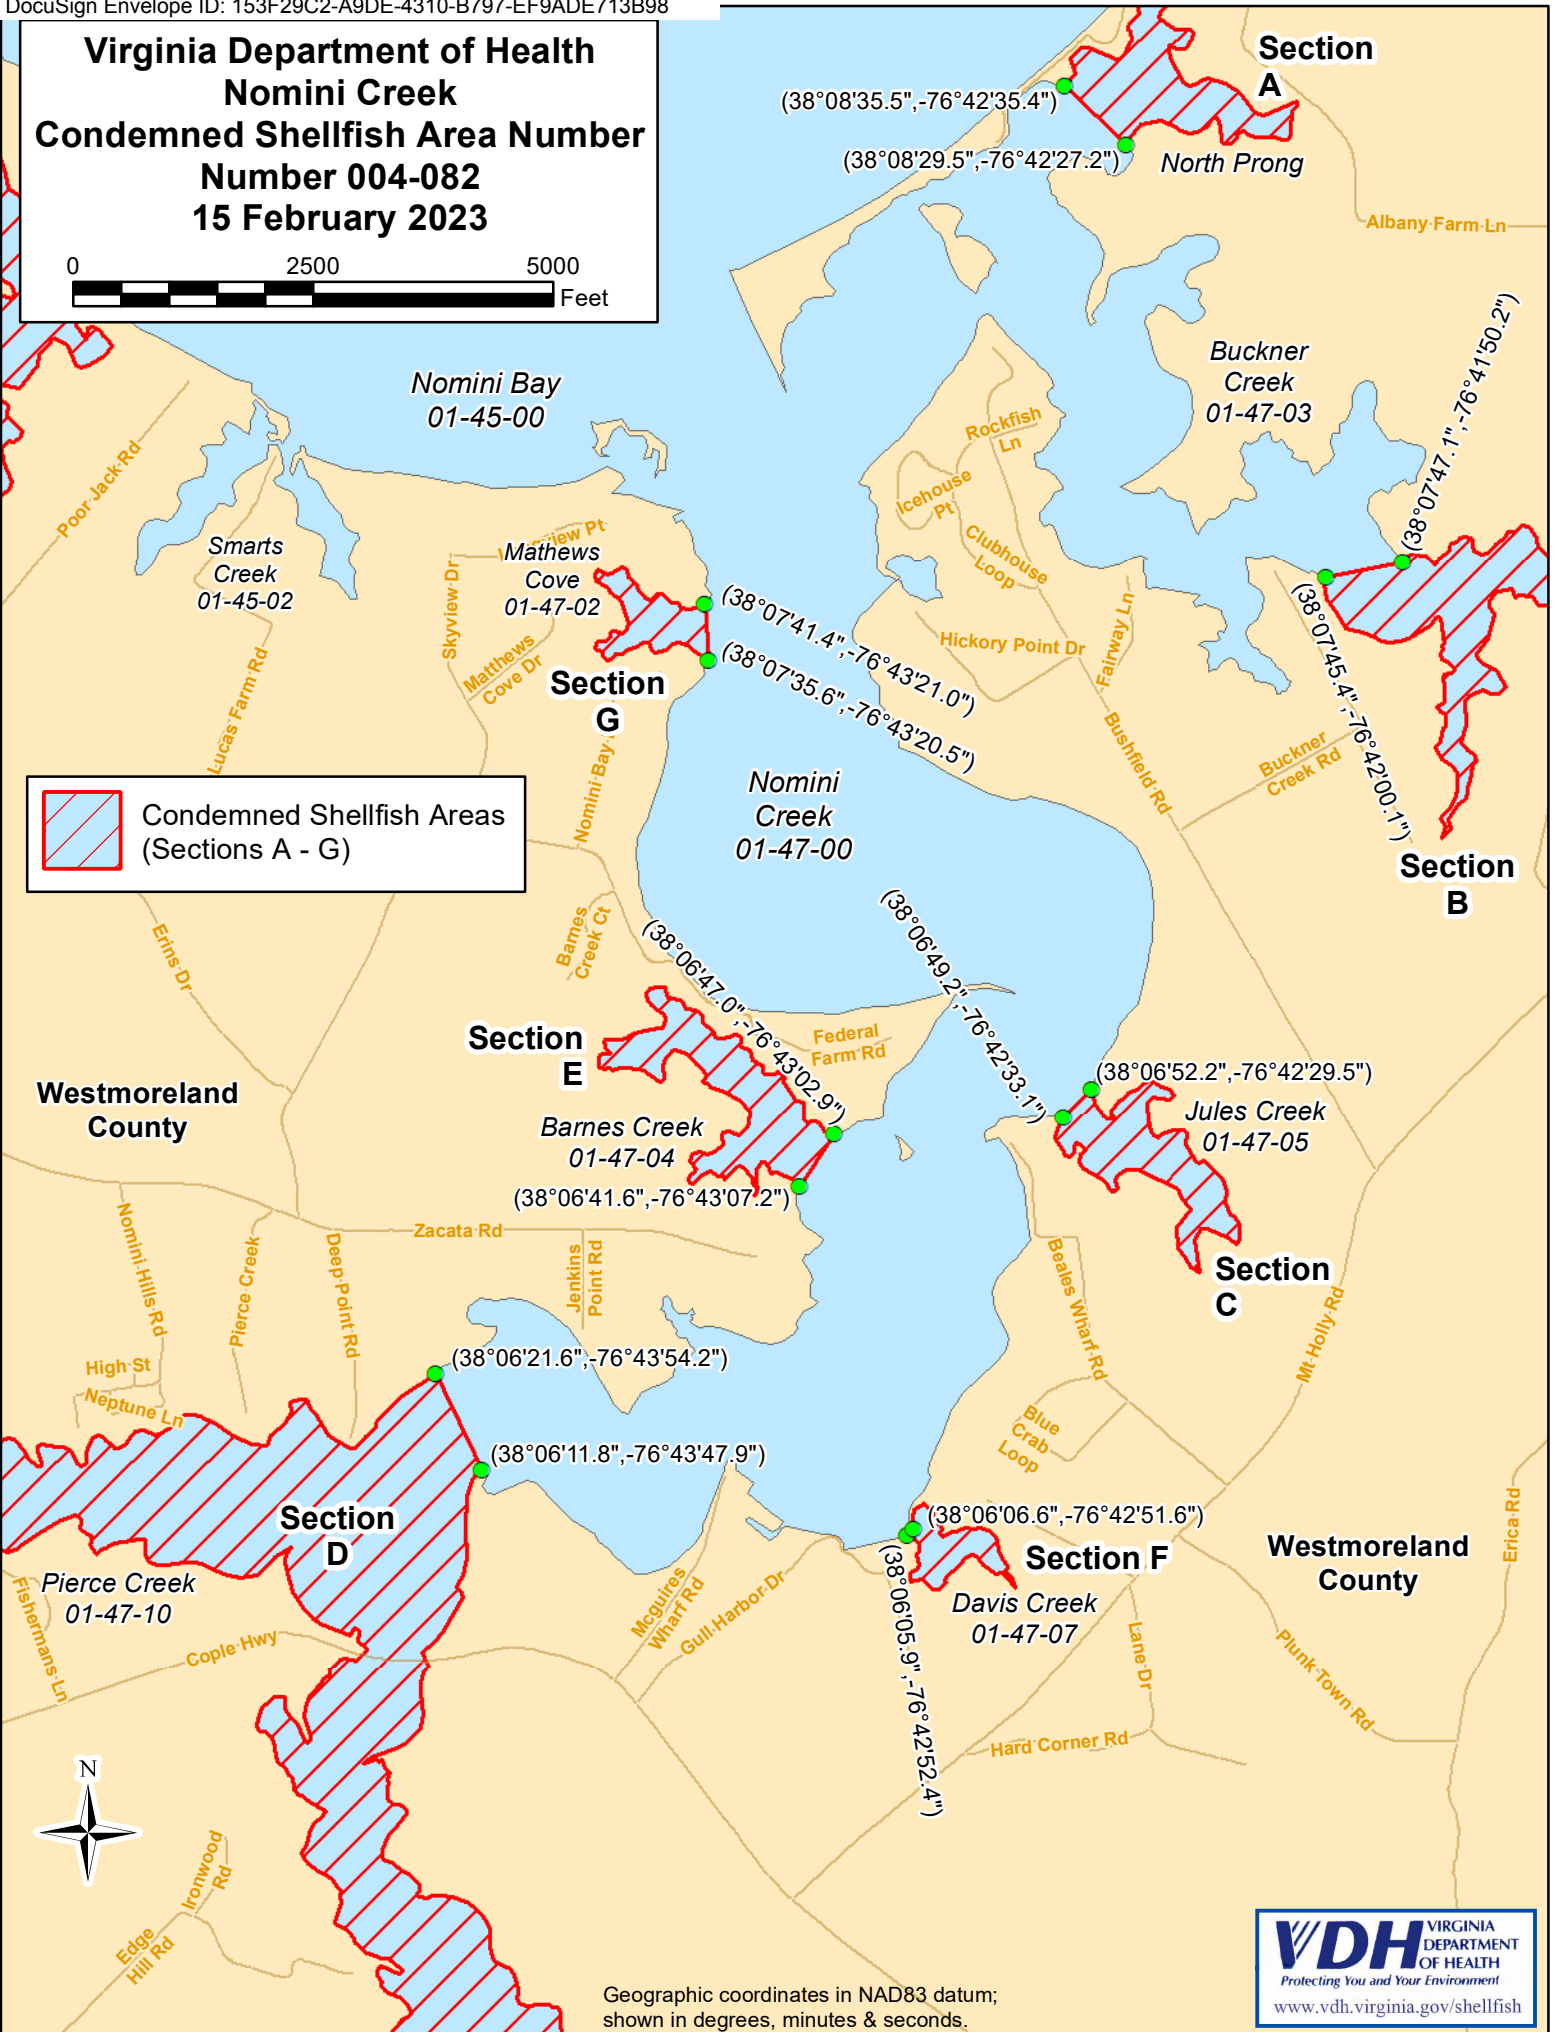 DocuSign Envelope ID: 153F29C2-A9DE-4310-B797-EF9ADE713B98
Virginia Department of Health
Nomini Creek
Condemned Shellfish Area Number
Number 004-082
15 February 2023
0 2500 5000
Feet
Section
A
(38°08'35.5",-76°42'35.4")
(38°08'29.5",-76°42'27.2")
North Prong
Albany Farm Ln
Nomini Bay
01-45-00
Buckner
Creek
01-47-03
(38°07'47.1",-76°41'50.2")
Rockfish
Ln
Icehouse
Pt
Clubhouse
Loop
Poor Jack Rd
Smarts
Creek
01-45-02
view Pt
Mathews
Cove
01-47-02
Skyview Dr
Matthews
Cove Dr
(38°07'41.4",-76°43'21.0")
(38°07'35.6",-76°43'20.5")
Hickory Point Dr
Fairway Ln
(38°07'45.4",-76°42'00.1")
Section
G
Lucas Farm Rd
Nomini Bay
Bushfield Rd
Buckner
Creek Rd
Nomini
Creek
01-47-00
Condemned Shellfish Areas
(Sections A - G)
Section
B
Erins Dr
Barnes
Creek Ct
(38°06'47.0",-76°43'02.9")
(38°06'49.2",-76°42'33.1")
Section
E
Federal
Farm Rd
Westmoreland
County
(38°06'52.2",-76°42'29.5")
Jules Creek
01-47-05
Barnes Creek
01-47-04
(38°06'41.6",-76°43'07.2")
Nomini Hills Rd
Pierce Creek
Deep Point Rd
Zacata Rd
Jenkins
Point Rd
Beales Wharf Rd
Section
C
Mt Holly Rd
High St
Neptune Ln
(38°06'21.6",-76°43'54.2")
Blue
Crab
Loop
(38°06'11.8",-76°43'47.9")
Section
D
(38°06'06.6",-76°42'51.6")
Section F
Erica Rd
Westmoreland
County
Pierce Creek
01-47-10
Fishermans Ln
Cople Hwy
Mcguires
Wharf Rd
Gull Harbor Dr
(38°06'05.9",-76°42'52.4")
Davis Creek
01-47-07
Lane Dr
Plunk Town Rd
Hard Corner Rd
N
Ironwood
Rd
Edge
Hill Rd
Geographic coordinates in NAD83 datum;
shown in degrees, minutes & seconds.
VDH VIRGINIA
DEPARTMENT
OF HEALTH
Protecting You and Your Environment
www.vdh.virginia.gov/shellfish